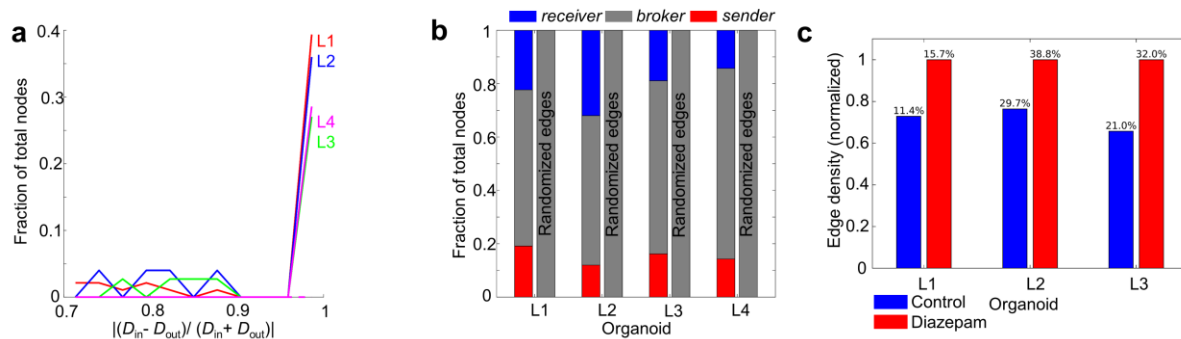 a
Fraction of total nodes
0.4
0.3
0.2
0.1
0
0.7
0.8
0.9
1
L1
L2
L4
L3
|(Din- Dout)/ (Din+ Dout)|
b
receiver broker sender
Fraction of total nodes
1
0.8
0.6
0.4
0.2
0
Randomized edges
Randomized edges
Randomized edges
Randomized edges
L1 L2 L3 L4
Organoid
c
Edge density (normalized)
1
0.8
0.6
0.4
0.2
0
11.4%
15.7%
29.7%
38.8%
21.0%
32.0%
L1 L2 L3
Organoid
Control
Diazepam